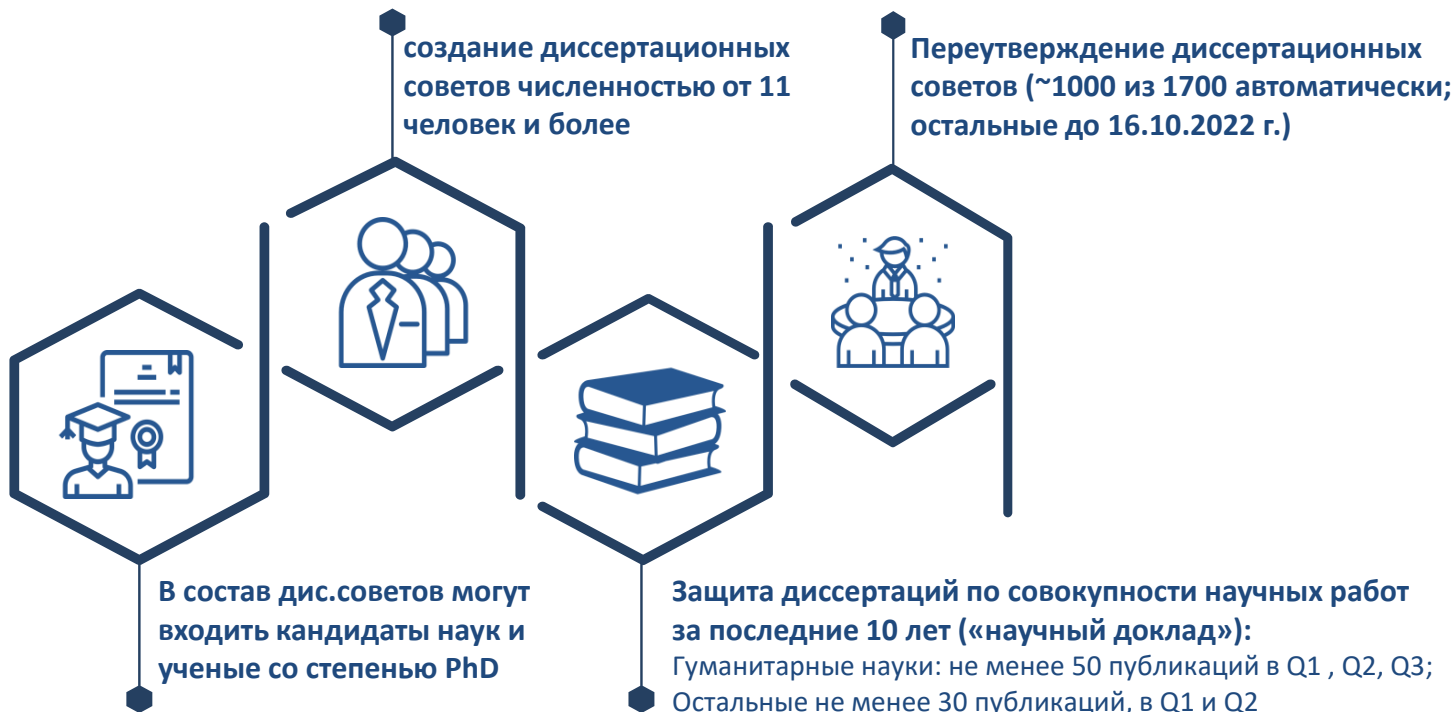 создание диссертационных
советов численностью от 11
человек и более
Переутверждение диссертационных
советов (~1000 из 1700 автоматически;
остальные до 16.10.2022 г.)
В состав дис.советов могут
входить кандидаты наук и
ученые со степенью PhD
Защита диссертаций по совокупности научных работ
за последние 10 лет («научный доклад»):
Гуманитарные науки: не менее 50 публикаций в Q1 , Q2, Q3;
Остальные не менее 30 публикаций, в Q1 и Q2